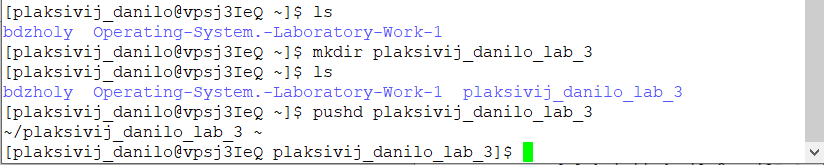 [plaksivij_danilo@vpsj3IeQ ~]$ ls
bdzholy  Operating-System.-Laboratory-Work-1
[plaksivij_danilo@vpsj3IeQ ~]$ mkdir plaksivij_danilo_lab_3
[plaksivij_danilo@vpsj3IeQ ~]$ ls
bdzholy  Operating-System.-Laboratory-Work-1  plaksivij_danilo_lab_3
[plaksivij_danilo@vpsj3IeQ ~]$ pushd plaksivij_danilo_lab_3
~/plaksivij_danilo_lab_3 ~
[plaksivij_danilo@vpsj3IeQ plaksivij_danilo_lab_3]$